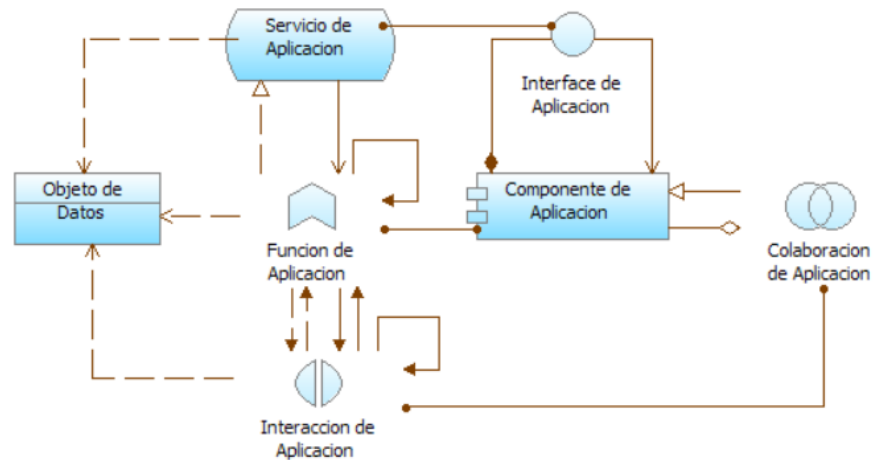 Servicio de
Aplicacion
Interface de
Aplicacion
Objeto de
Datos
Componente de
Aplicacion
Funcion de
Aplicacion
Colaboracion
de Aplicacion
Interaccion de
Aplicacion